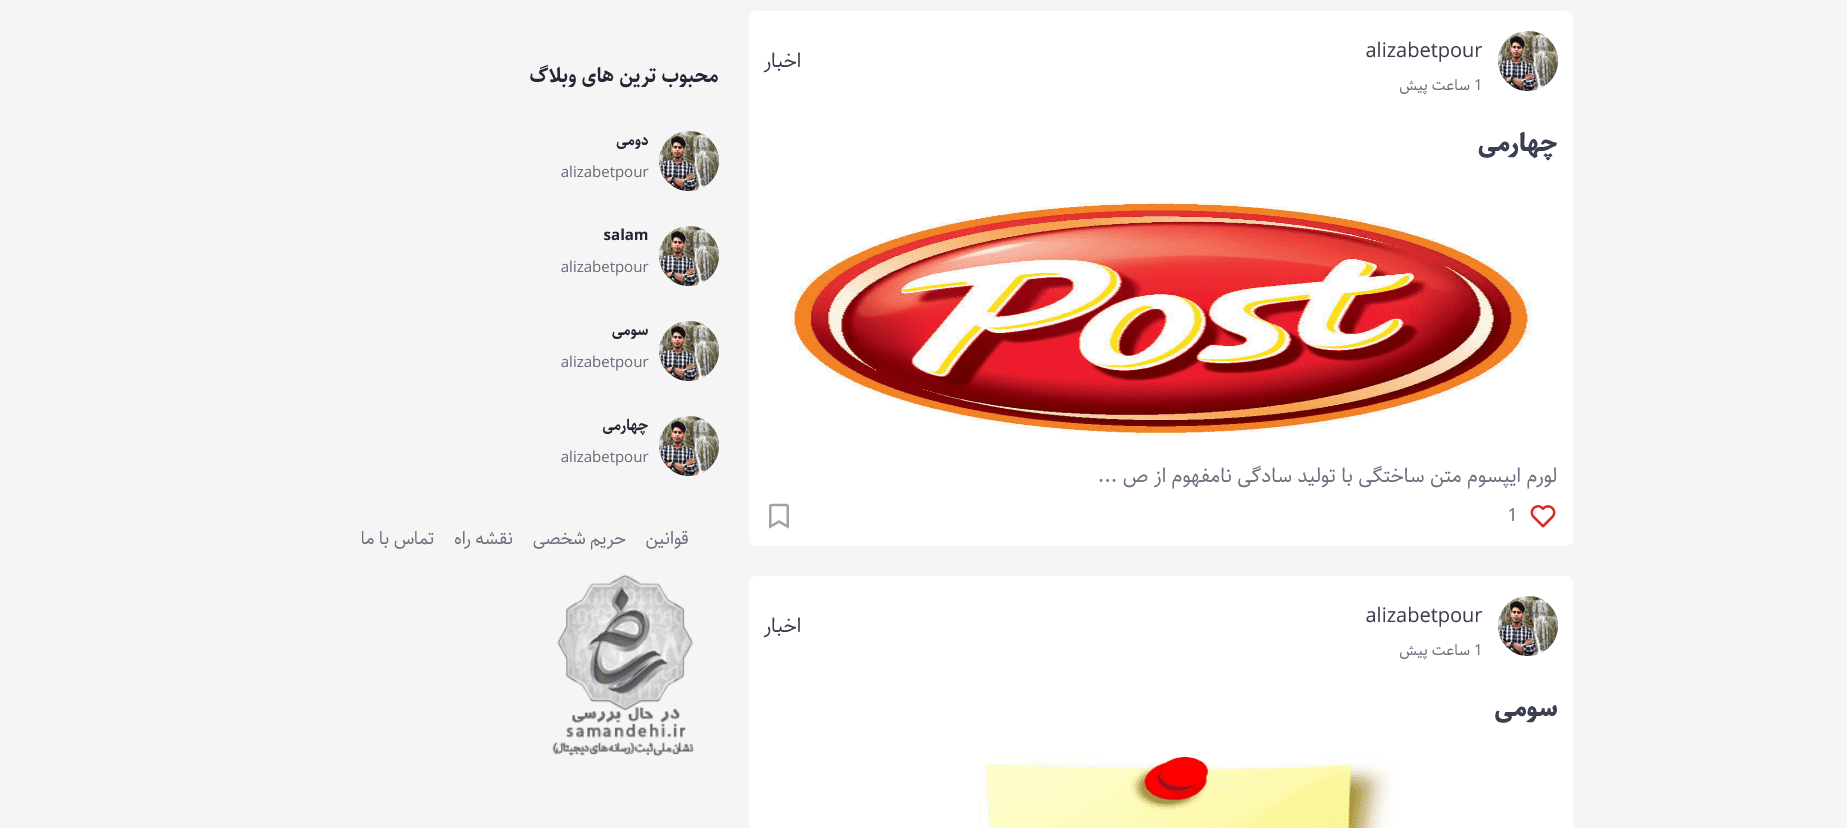 alizabetpour
1 ساعت پیش
اخبار
چهارمی
Post
لورم ایپسوم متن ساختگی با تولید سادگی نامفهوم از ص ...
1
alizabetpour
1 ساعت پیش
اخبار
سومی
محبوب ترین های وبلاگ
دومی
alizabetpour
salam
alizabetpour
سومی
alizabetpour
چهارمی
alizabetpour
قوانین حریم شخصی نقشه راه تماس با ما
در حال بررسی
samandehi.ir
نشان ملی ثبت(رسانه های دیجیتال)